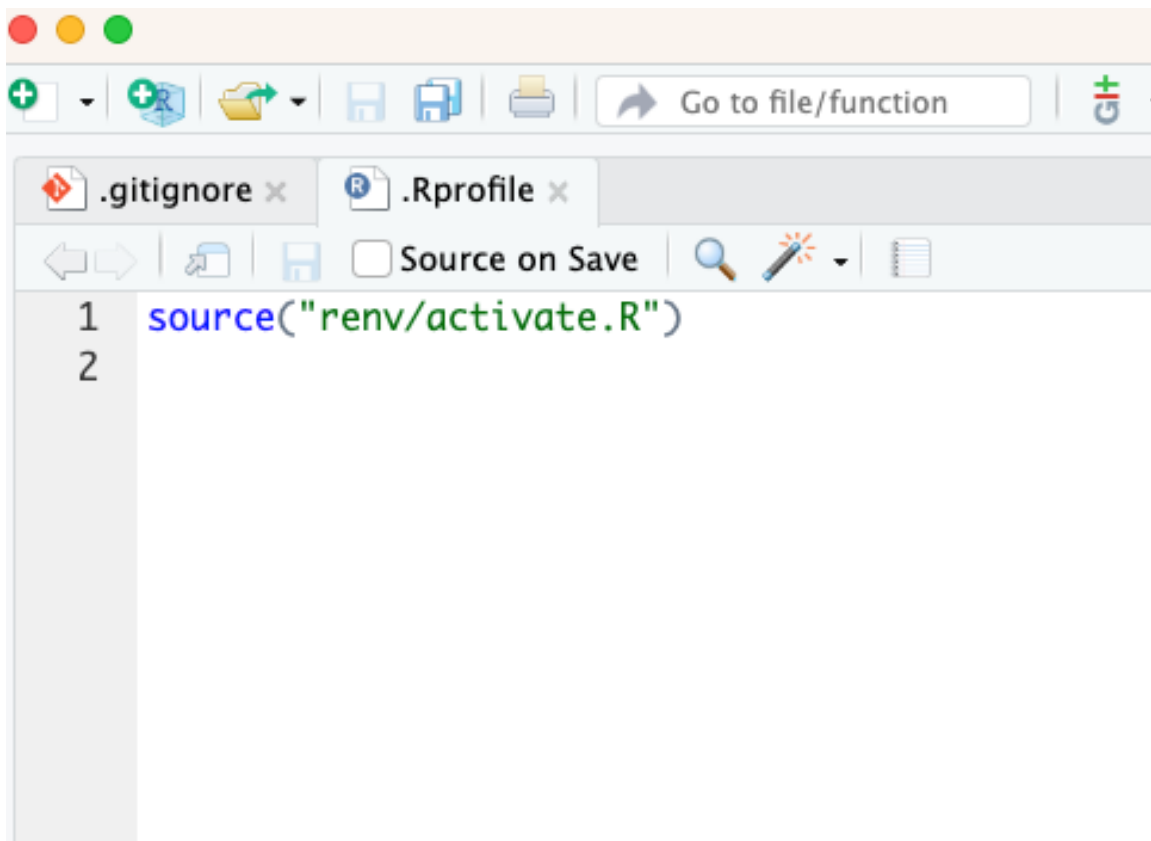 Go to file/function
.gitignore
.Rprofile
Source on Save
1 source("renv/activate.R")
2